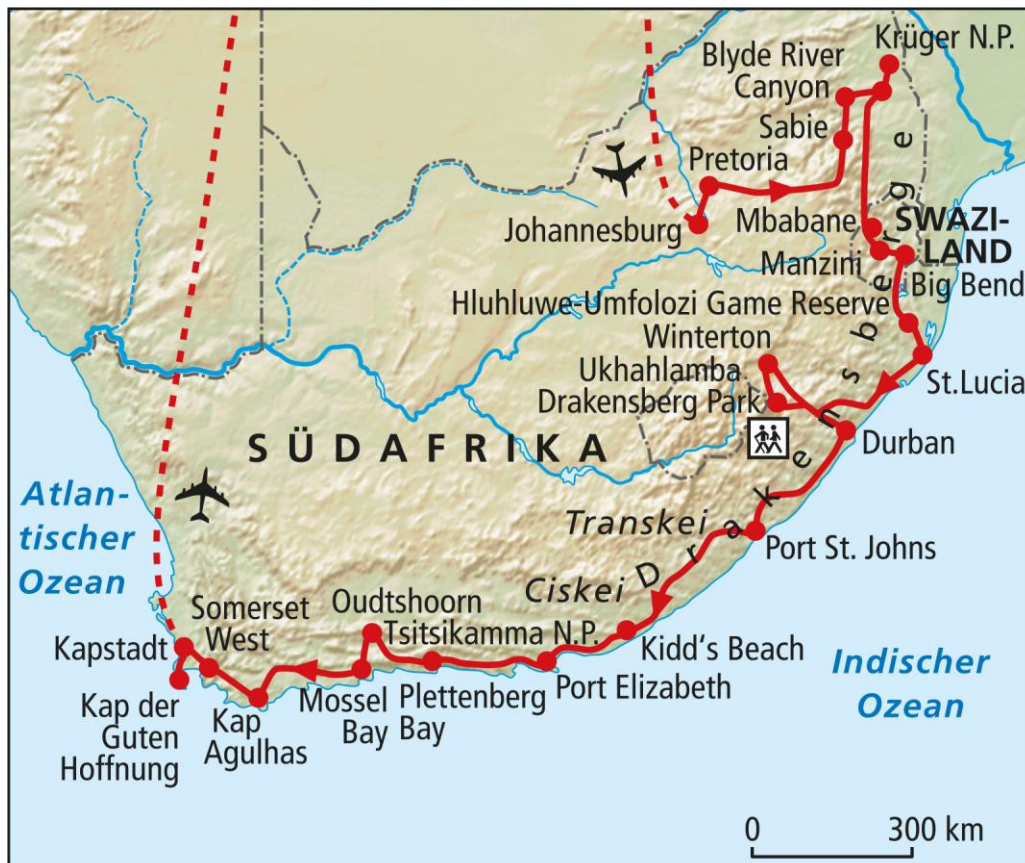 Krüger N.P.
Blyde River
Canyon
Sabie
Pretoria
Johannesburg
Mbabane
SWAZI-
LAND
Manzini
Big Bend
Hluhluwe-Umfolozi Game Reserve
Winterton
Ukhahlamba
Drakensberg Park
St.Lucia
Durban
SÜDAFRIKA
Drakensberge
Atlan-
tischer
Ozean
Transkei
Port St. Johns
Ciskei
Oudtshoorn
Somerset
West
Tsitsikamma N.P.
Kapstadt
Kidd's Beach
Indischer
Ozean
Port Elizabeth
Mossel
Bay
Plettenberg
Bay
Kap der
Guten
Hoffnung
Kap
Agulhas
0 300 km